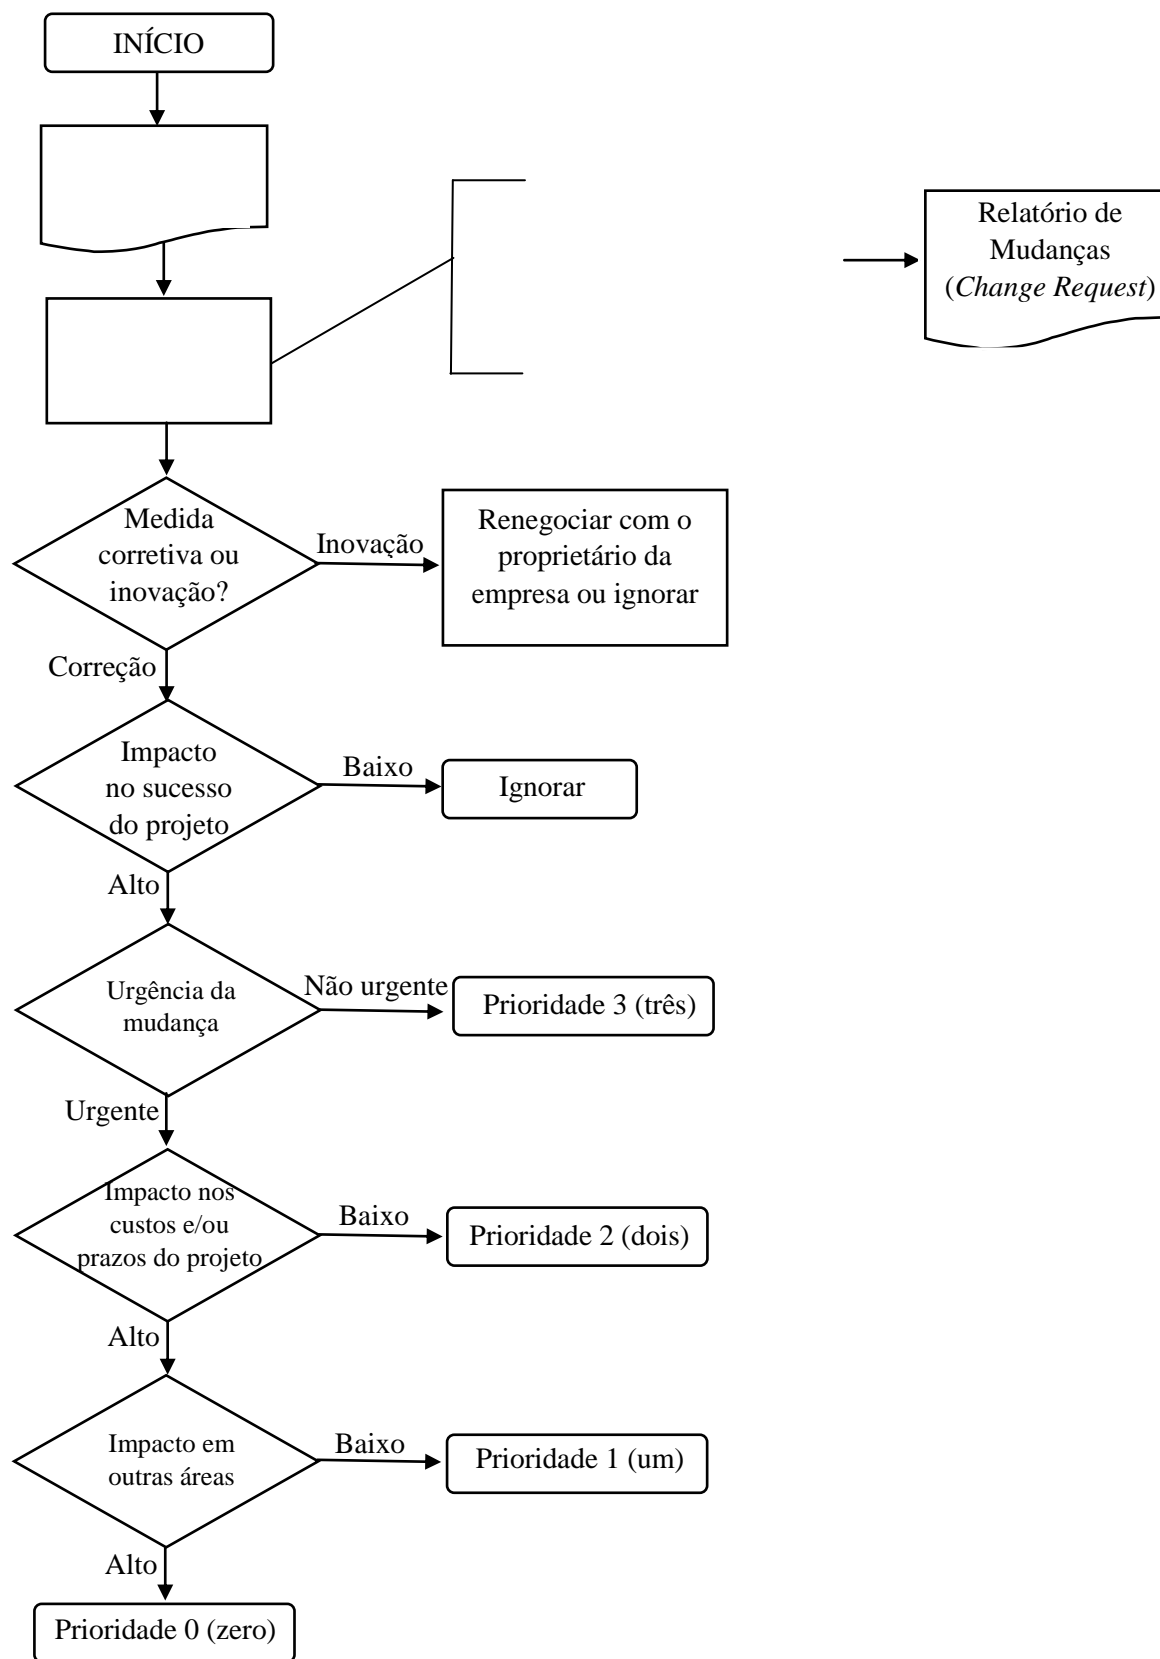 INÍCIO
Relatório de
Mudanças
(Change Request)
Medida
corretiva ou
inovação?
Inovação
Renegociar com o
proprietário da
empresa ou ignorar
Correção
Impacto
no sucesso
do projeto
Baixo
Ignorar
Alto
Urgência da
mudança
Não urgente
Prioridade 3 (três)
Urgente
Impacto nos
custos e/ou
prazos do projeto
Baixo
Prioridade 2 (dois)
Alto
Impacto em
outras áreas
Baixo
Prioridade 1 (um)
Alto
Prioridade 0 (zero)